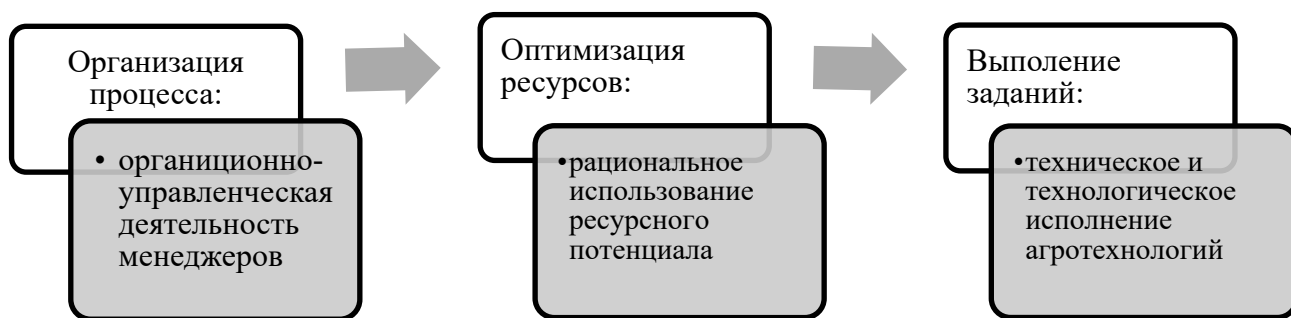 Организация
процесса:
• органиционно-
управленческая
деятельность
менеджеров
Оптимизация
ресурсов:
•рациональное
использование
ресурсного
потенциала
Выполение
заданий:
•техническое и
технологическое
исполнение
агротехнологий